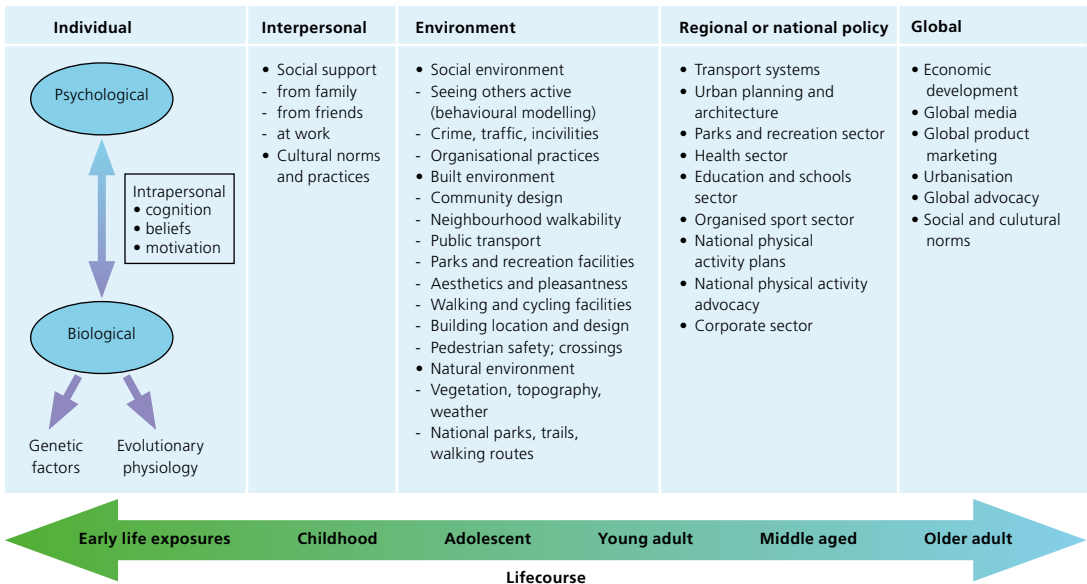 Individual
Psychological
Intrapersonal
• cognition
• beliefs
• motivation
Biological
Genetic
factors
Evolutionary
physiology
Interpersonal
• Social support
- from family
- from friends
- at work
• Cultural norms
and practices
Environment
• Social environment
- Seeing others active
(behavioural modelling)
- Crime, traffic, incivilities
- Organisational practices
• Built environment
- Community design
- Neighbourhood walkability
- Public transport
- Parks and recreation facilities
- Aesthetics and pleasantness
- Walking and cycling facilities
- Building location and design
- Pedestrian safety; crossings
• Natural environment
- Vegetation, topography,
weather
- National parks, trails,
walking routes
Regional or national policy
• Transport systems
• Urban planning and
architecture
• Parks and recreation sector
• Health sector
• Education and schools
sector
• Organised sport sector
• National physical
activity plans
• National physical activity
advocacy
• Corporate sector
Global
• Economic
development
• Global media
• Global product
marketing
• Urbanisation
• Global advocacy
• Social and culutural
norms
Early life exposures Childhood Adolescent Young adult Middle aged Older adult
Lifecourse